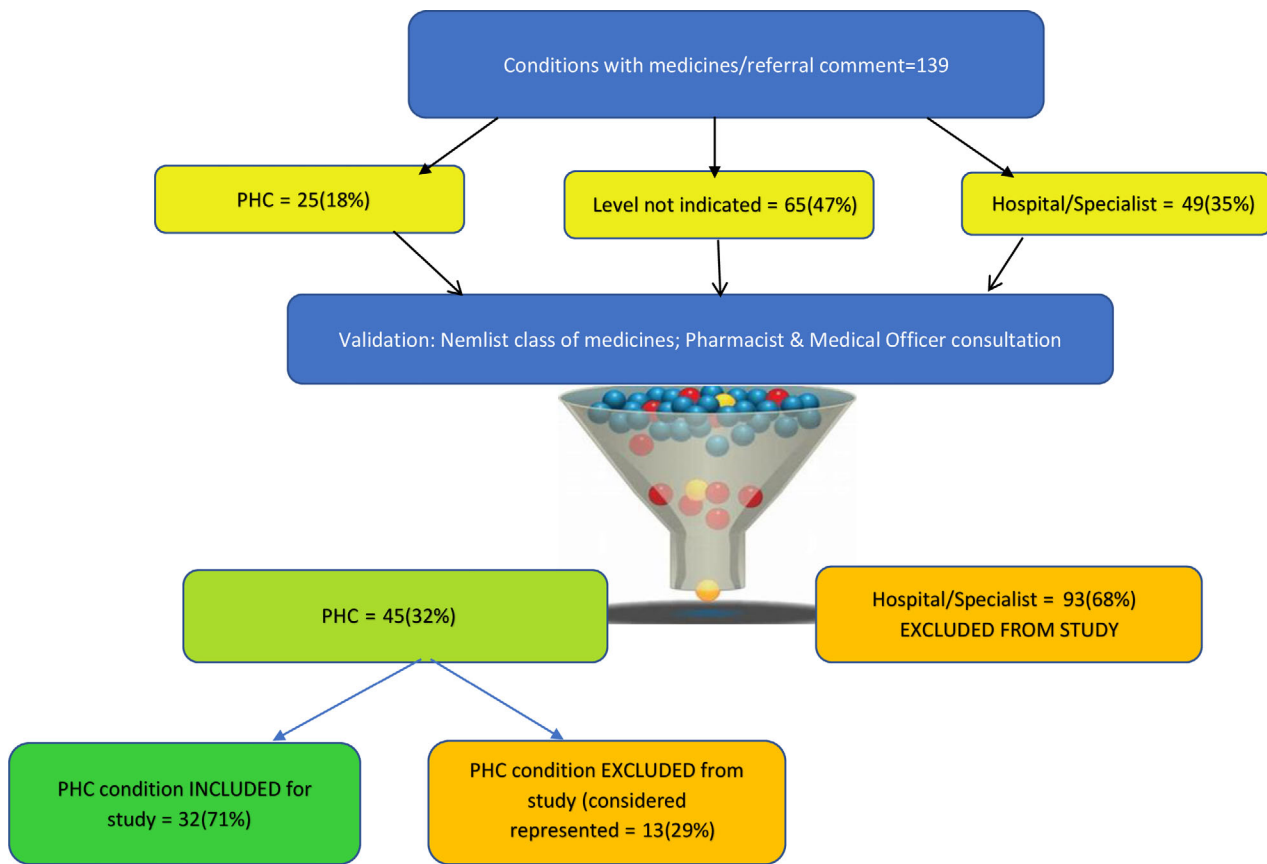 Conditions with medicines/referral comment=139
PHC = 25(18%)
Level not indicated = 65(47%)
Hospital/Specialist = 49(35%)
Validation: Nemlist class of medicines; Pharmacist & Medical Officer consultation
PHC = 45(32%)
Hospital/Specialist = 93(68%)
EXCLUDED FROM STUDY
PHC condition INCLUDED for
study = 32(71%)
PHC condition EXCLUDED from
study (considered
represented = 13(29%)